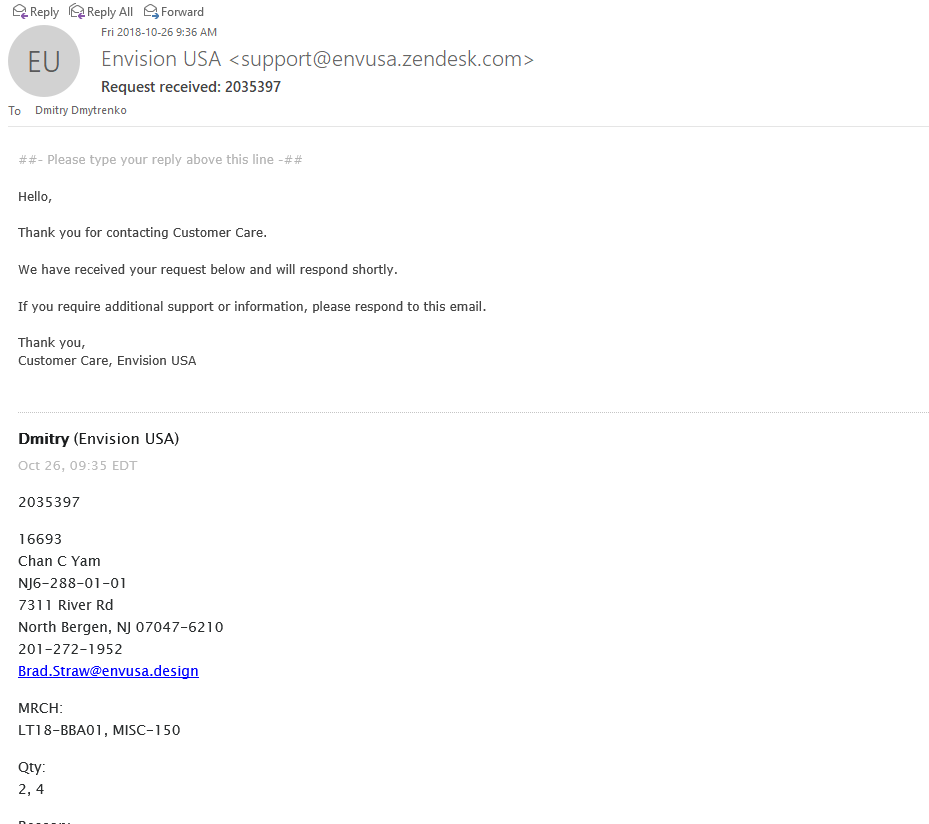 Reply Reply All Forward
Fri 2018-10-26 9:36 AM
EU
Envision USA <support@envusa.zendesk.com>
Request received: 2035397
To Dmitry Dmytrenko
##- Please type your reply above this line -##
Hello,
Thank you for contacting Customer Care.
We have received your request below and will respond shortly.
If you require additional support or information, please respond to this email.
Thank you,
Customer Care, Envision USA
Dmitry (Envision USA)
Oct 26, 09:35 EDT
2035397
16693
Chan C Yam
NJ6-288-01-01
7311 River Rd
North Bergen, NJ 07047-6210
201-272-1952
Brad.Straw@envusa.design
MRCH:
LT18-BBA01, MISC-150
Qty:
2, 4